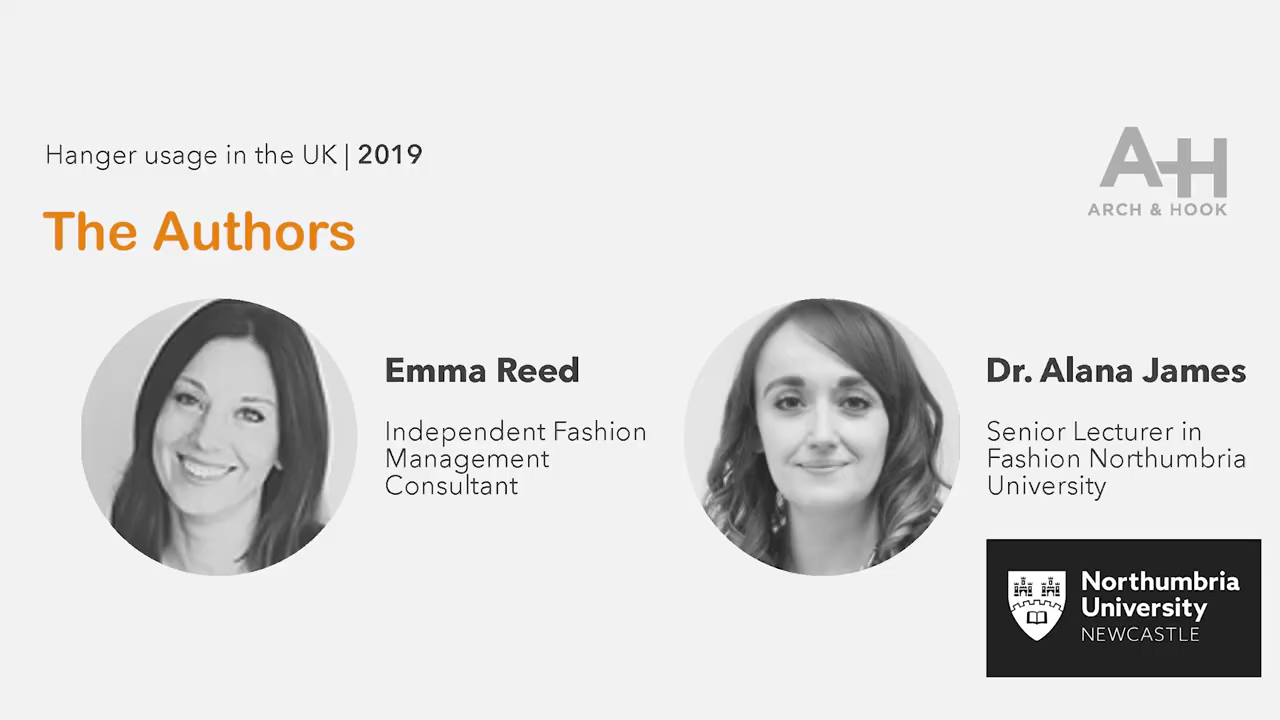 Hanger usage in the UK | 2019
A+H
ARCH & HOOK
The Authors
Emma Reed
Independent Fashion
Management
Consultant
Dr. Alana James
Senior Lecturer in
Fashion Northumbria
University
Northumbria
University
NEWCASTLE